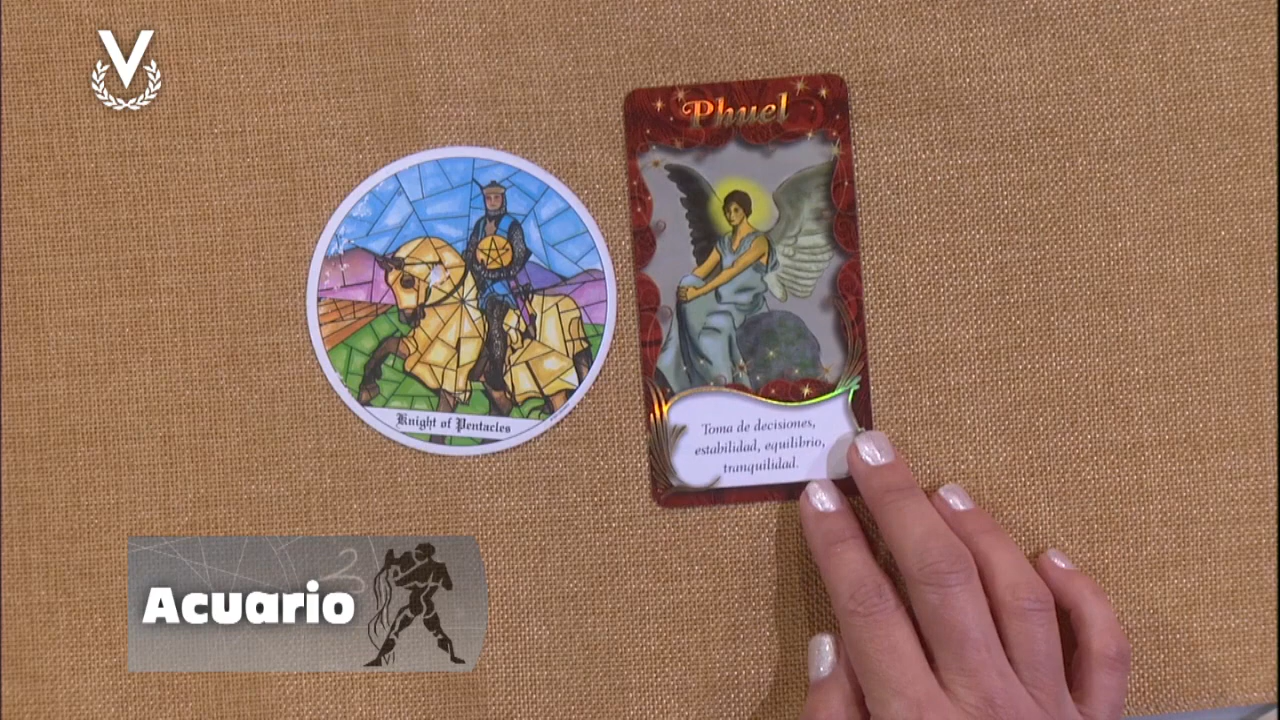 V
Phuel
Knight of Pentacles
Toma de decisiones,
estabilidad, equilibrio,
tranquilidad.
Acuario